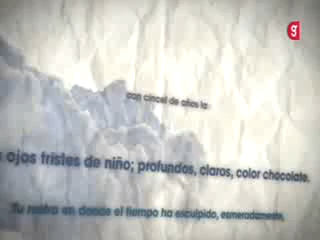 con cincel de años la
ojos tristes de niño; profundos, claros, color chocolate.
Tu rostro en donde el tiempo ha esculpido, esmeradamente,